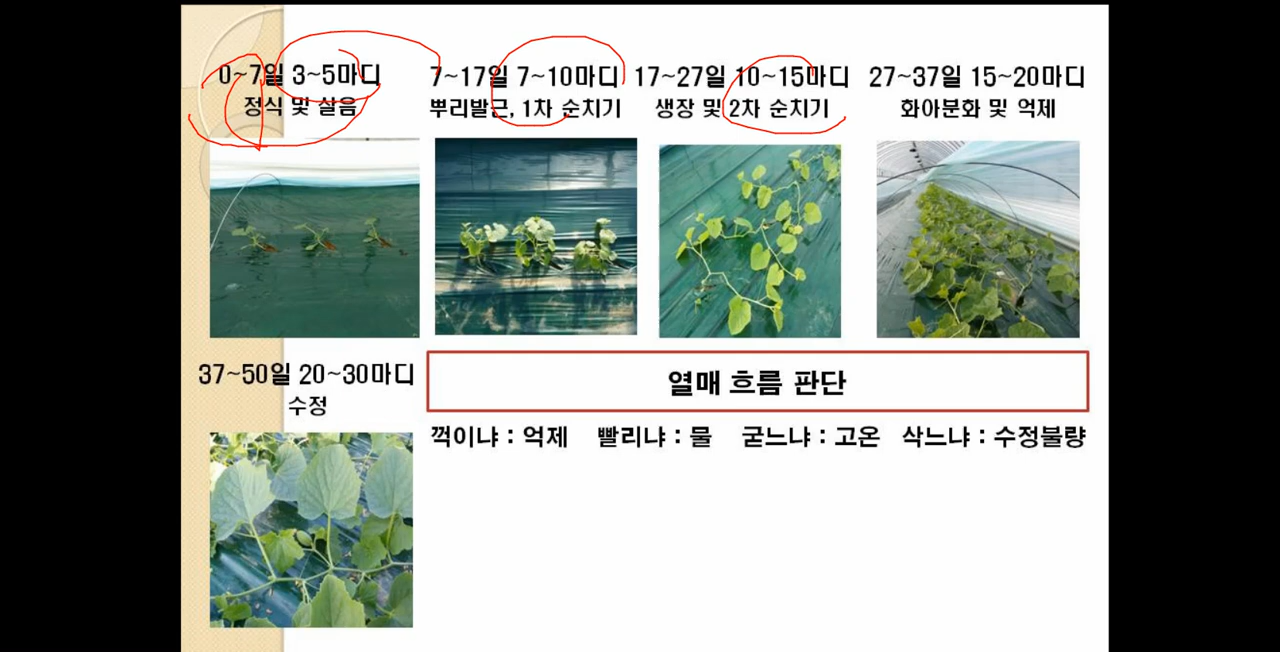 0~7일 3~5마디
정식 및 살음
7~17일 7~10마디
뿌리발근, 1차 순치기
17~27일 10~15마디
생장 및 2차 순치기
27~37일 15~20마디
화아분화 및 억제
37~50일 20~30마디
수정
열매 흐름 판단
꺽이냐 : 억제 빨리냐 : 물 굳느냐 : 고온 삭느냐 : 수정불량